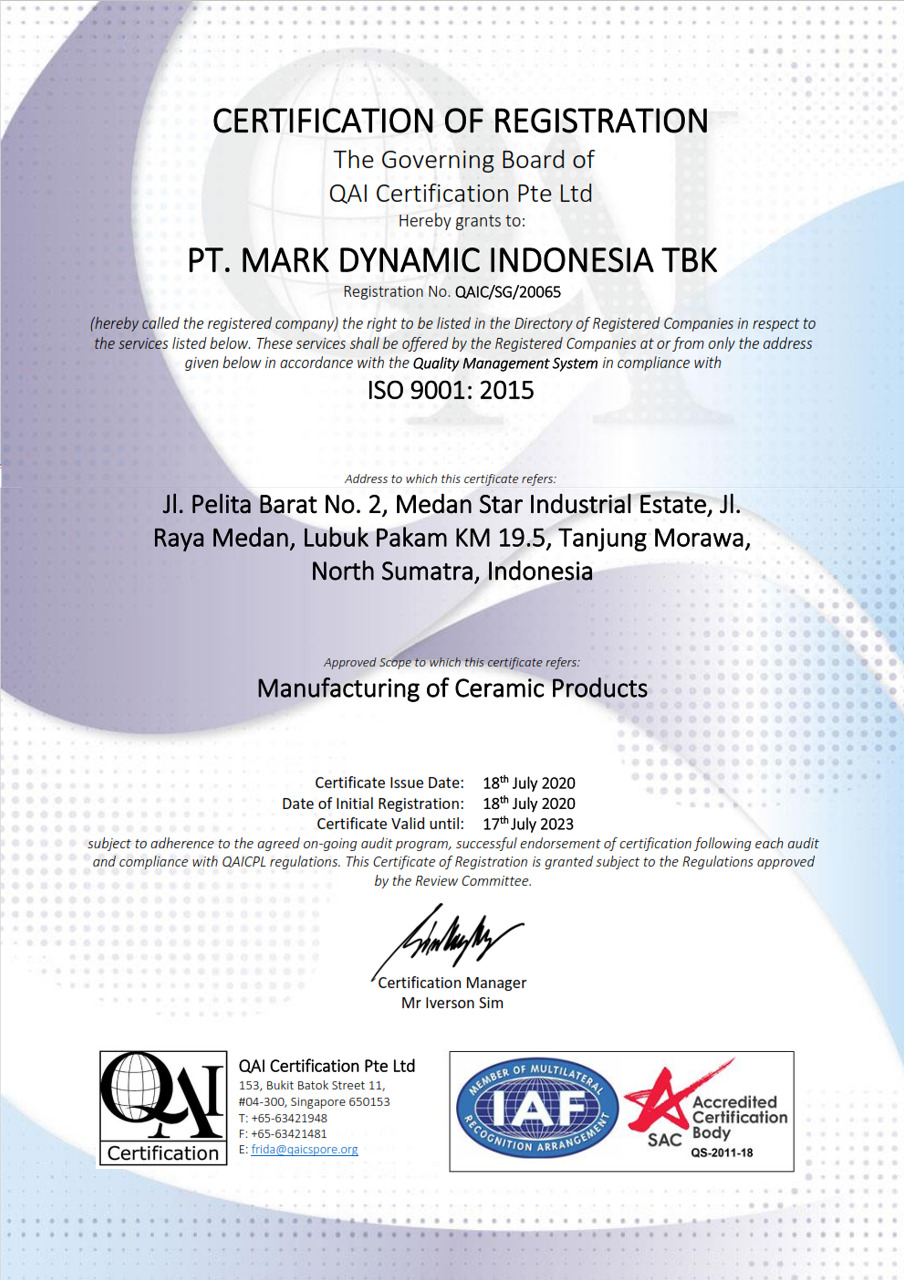 CERTIFICATION OF REGISTRATION
The Governing Board of
QAI Certification Pte Ltd
Hereby grants to:
PT. MARK DYNAMIC INDONESIA TBK
Registration No. QAIC/SG/20065
(hereby called the registered company) the right to be listed in the Directory of Registered Companies in respect to
the services listed below. These services shall be offered by the Registered Companies at or from only the address
given below in accordance with the Quality Management System in compliance with
ISO 9001: 2015
Address to which this certificate refers:
Jl. Pelita Barat No. 2, Medan Star Industrial Estate, Jl.
Raya Medan, Lubuk Pakam KM 19.5, Tanjung Morawa,
North Sumatra, Indonesia
Approved Scope to which this certificate refers:
Manufacturing of Ceramic Products
Certificate Issue Date: 18th July 2020
Date of Initial Registration: 18th July 2020
Certificate Valid until: 17th July 2023
subject to adherence to the agreed on-going audit program, successful endorsement of certification following each audit
and compliance with QAICPL regulations. This Certificate of Registration is granted subject to the Regulations approved
by the Review Committee.
Certification Manager
Mr Iverson Sim
QAI
Certification
QAI Certification Pte Ltd
153, Bukit Batok Street 11,
#04-300, Singapore 650153
T: +65-63421948
F: +65-63421481
E: frida@qaicspore.org
MEMBER OF MULTILATERAL
IAF
RECOGNITION ARRANGEMENT
SAC
Accredited
Certification
Body
QS-2011-18